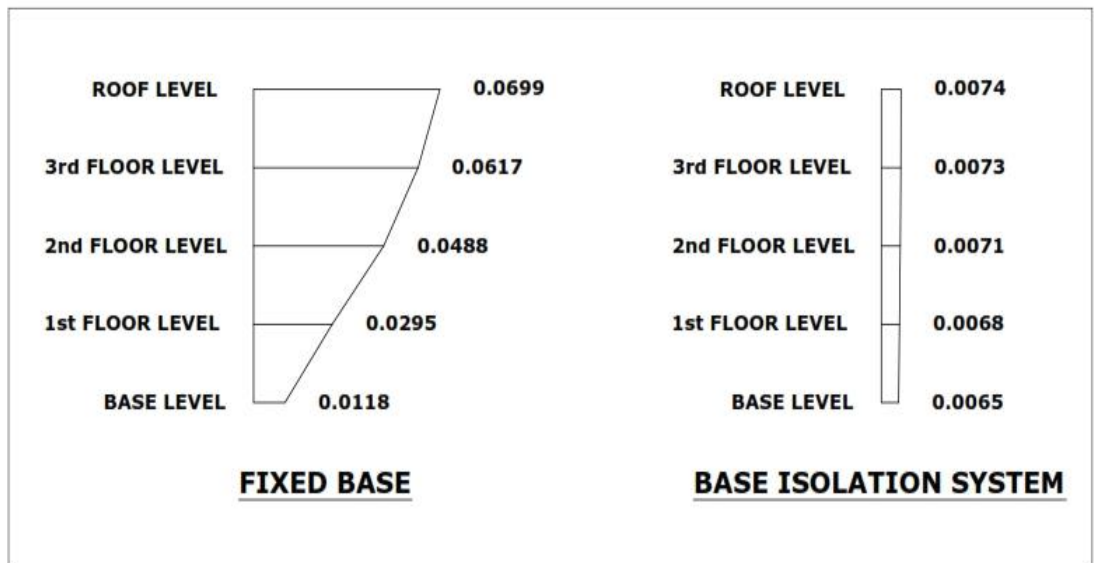 ROOF LEVEL 0.0699
3rd FLOOR LEVEL 0.0617
2nd FLOOR LEVEL 0.0488
1st FLOOR LEVEL 0.0295
BASE LEVEL 0.0118
FIXED BASE
ROOF LEVEL 0.0074
3rd FLOOR LEVEL 0.0073
2nd FLOOR LEVEL 0.0071
1st FLOOR LEVEL 0.0068
BASE LEVEL 0.0065
BASE ISOLATION SYSTEM